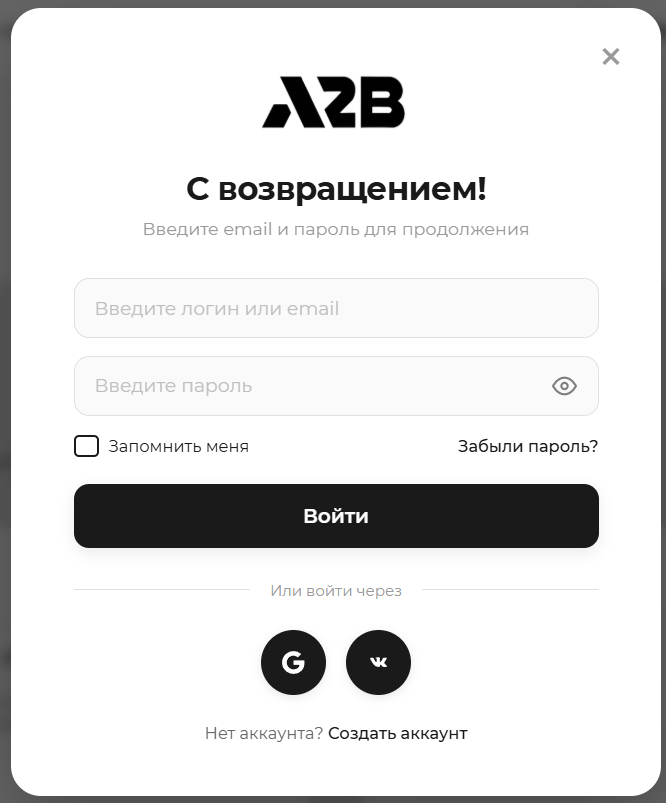 A2B
С возвращением!
Введите email и пароль для продолжения
Введите логин или email
Введите пароль
Запомнить меня
Забыли пароль?
Войти
Или войти через
G
Нет аккаунта? Создать аккаунт